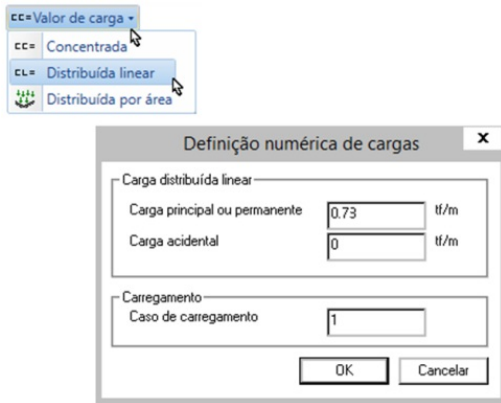 CC= Valor de carga
CC= Concentrada
CL= Distribuída linear
Distribuída por área
Definição numérica de cargas
x
Carga distribuída linear
Carga principal ou permanente 0.73 tf/m
Carga acidental 0 tf/m
Carregamento
Caso de carregamento 1
OK Cancelar